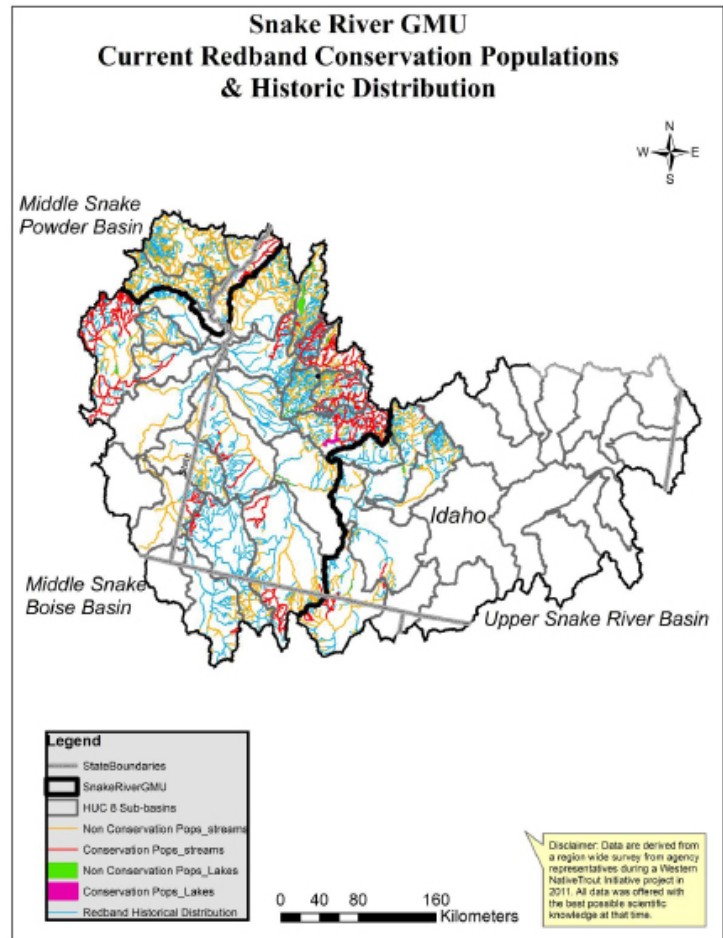 Snake River GMU
Current Redband Conservation Populations
& Historic Distribution
N
W E
S
Middle Snake
Powder Basin
Idaho
Middle Snake
Boise Basin
Upper Snake River Basin
Legend
StateBoundaries
SnakeRiverGMU
HUC 8 Sub-basins
Non Conservation Pops_streams
Conservation Pops_streams
Non Conservation Pops_Lakes
Conservation Pops_Lakes
Redband Historical Distribution
0 20 40 80 120 160
Kilometers
Disclaimer: Data are derived from
a region wide survey from agency
representatives during a Western
NativeTrout Initiative project in
2011. All data was offered with
the best possible scientific
knowledge at that time.